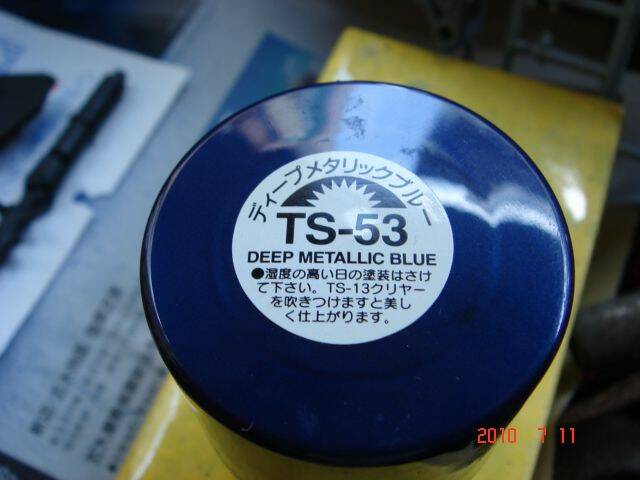 ディープメタリックブルー
TS-53
DEEP METALLIC BLUE
●湿度の高い日の塗装はさけ
て下さい。TS-13クリヤー
を吹きつけますと美し
く仕上がります。
2010 7 11